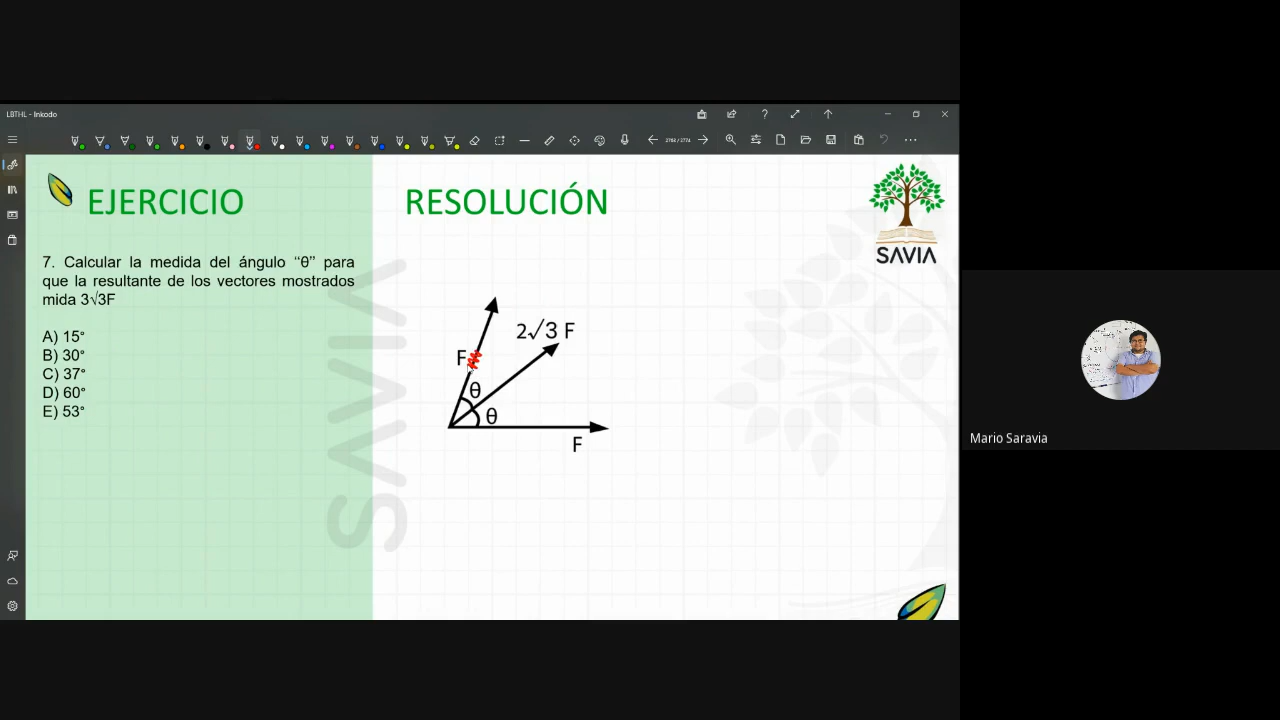 LBTHL - Inkodo
EJERCICIO
RESOLUCIÓN
SAVIA
7. Calcular la medida del ángulo “θ” para
que la resultante de los vectores mostrados
mida 3√3F
A) 15°
B) 30°
C) 37°
D) 60°
E) 53°
F
2√3 F
θ
θ
F
SAVIA
Mario Saravia